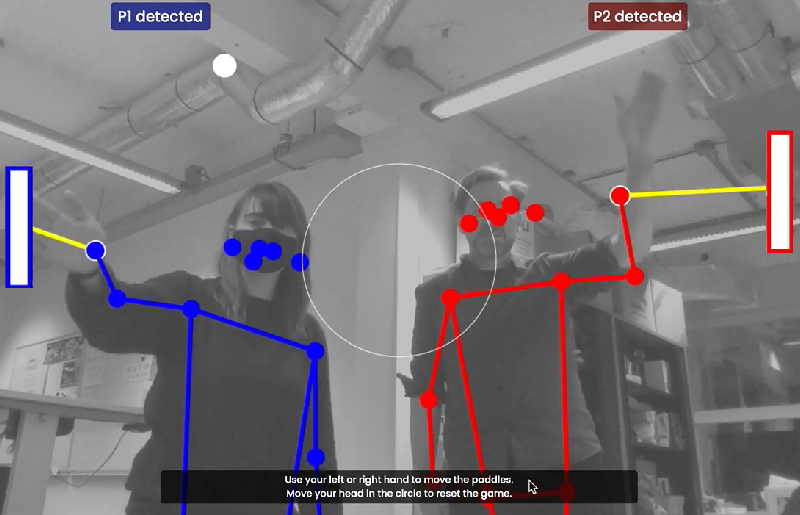 P1 detected
P2 detected
Use your left or right hand to move the paddles.
Move your head in the circle to reset the game.